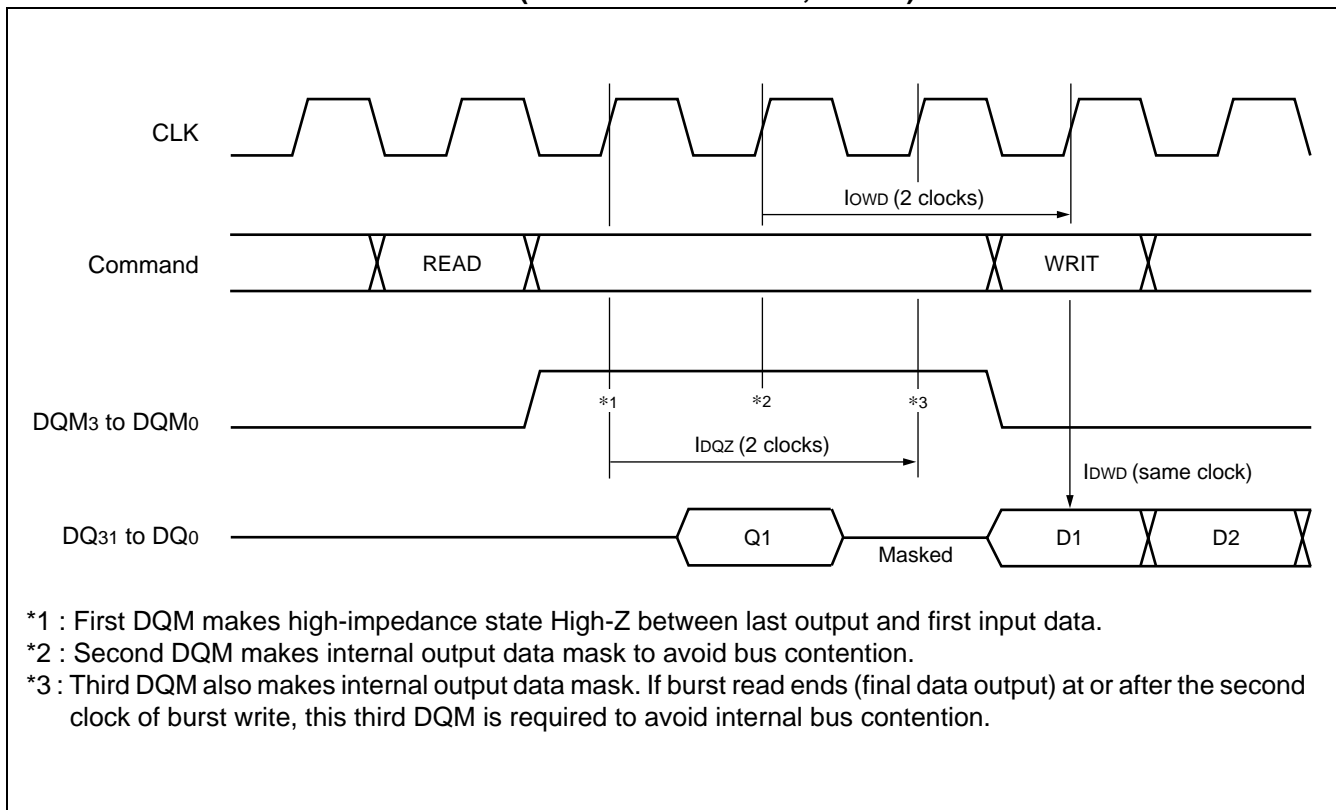 CLK
IOWD (2 clocks)
Command
READ
WRIT
*1
*2
*3
DQM3 to DQM0
IDQZ (2 clocks)
IDWD (same clock)
DQ31 to DQ0
Q1
Masked
D1
D2
*1 : First DQM makes high-impedance state High-Z between last output and first input data.
*2 : Second DQM makes internal output data mask to avoid bus contention.
*3 : Third DQM also makes internal output data mask. If burst read ends (final data output) at or after the second
clock of burst write, this third DQM is required to avoid internal bus contention.